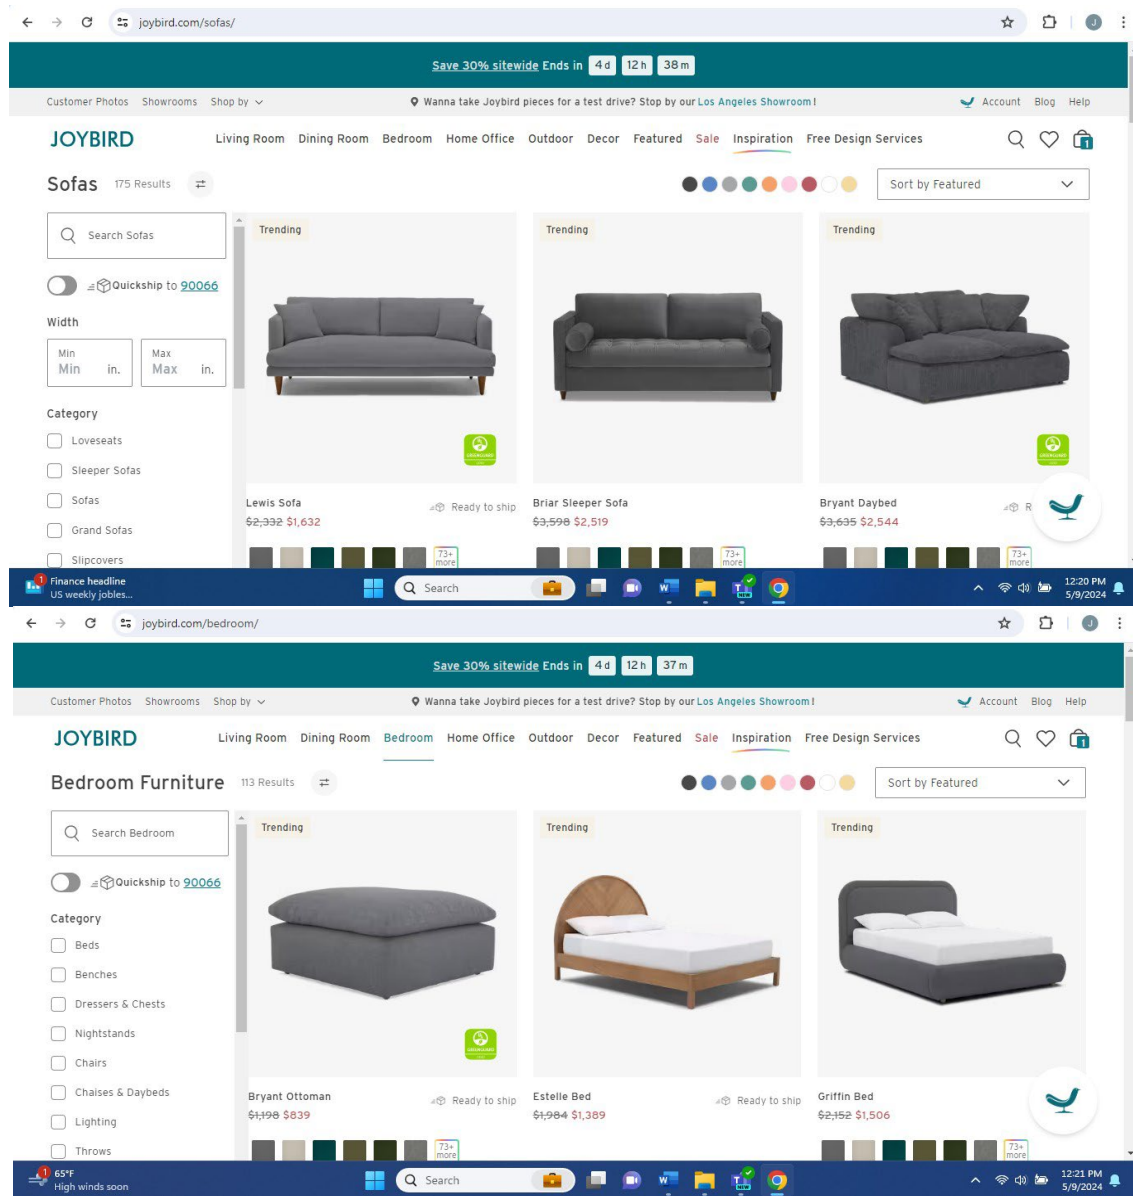 joybird.com/sofas/
J
Save 30% sitewide Ends in 4 d 12 h 38 m
Customer Photos Showrooms Shop by Wanna take Joybird pieces for a test drive? Stop by our Los Angeles Showroom! Account Blog Help
JOYBIRD Living Room Dining Room Bedroom Home Office Outdoor Decor Featured Sale Inspiration Free Design Services 1
Sofas 175 Results Sort by Featured
Search Sofas
Quickship to 90066
Width
Min Max
Min in. Max in.
Category
Loveseats
Sleeper Sofas
Sofas
Grand Sofas
Slipcovers
Trending Trending Trending
Lewis Sofa Ready to ship Briar Sleeper Sofa Bryant Daybed R
$2,332 $1,632 $3,598 $2,519 $3,635 $2,544
73+ 73+ 73+
more more more
1 Finance headline
US weekly jobles...
Search
12:20 PM
5/9/2024
joybird.com/bedroom/
J
Save 30% sitewide Ends in 4 d 12 h 37 m
Customer Photos Showrooms Shop by Wanna take Joybird pieces for a test drive? Stop by our Los Angeles Showroom! Account Blog Help
JOYBIRD Living Room Dining Room Bedroom Home Office Outdoor Decor Featured Sale Inspiration Free Design Services 1
Bedroom Furniture 113 Results Sort by Featured
Search Bedroom
Quickship to 90066
Category
Beds
Benches
Dressers & Chests
Nightstands
Chairs
Chaises & Daybeds
Lighting
Throws
Trending Trending Trending
Bryant Ottoman Ready to ship Estelle Bed Ready to ship Griffin Bed
$1,198 $839 $1,984 $1,389 $2,152 $1,506
73+ 73+
more more
1 65°F
High winds soon
Search
12:21 PM
5/9/2024